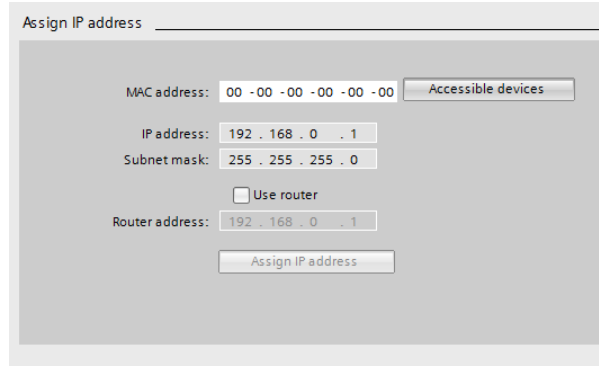 Assign IP address
MAC address: 00 -00 -00 -00 -00 -00 Accessible devices
IP address: 192 . 168 . 0 . 1
Subnet mask: 255 . 255 . 255 . 0
Use router
Router address: 192 . 168 . 0 . 1
Assign IP address